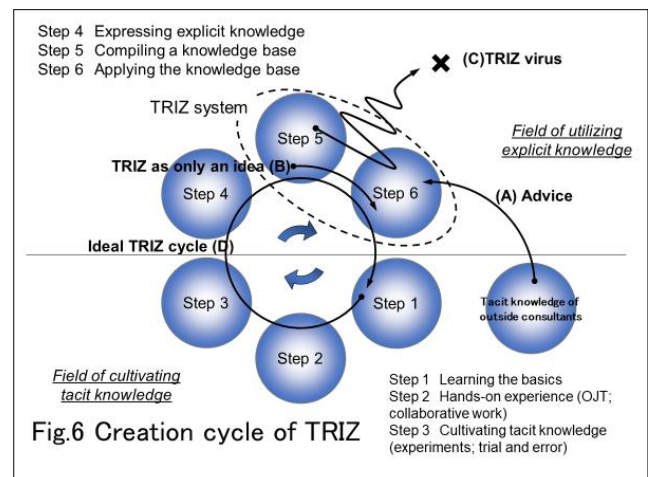 Step 4 Expressing explicit knowledge
Step 5 Compiling a knowledge base
Step 6 Applying the knowledge base
(C)TRIZ virus
TRIZ system
Step 5
Field of utilizing
explicit knowledge
TRIZ as only an idea (B)
Step 4
Step 6
(A) Advice
Ideal TRIZ cycle (D)
Step 3
Step 1
Tacit knowledge of
outside consultants
Step 2
Field of cultivating
tacit knowledge
Step 1 Learning the basics
Step 2 Hands-on experience (OJT;
collaborative work)
Step 3 Cultivating tacit knowledge
(experiments; trial and error)
Fig.6 Creation cycle of TRIZ